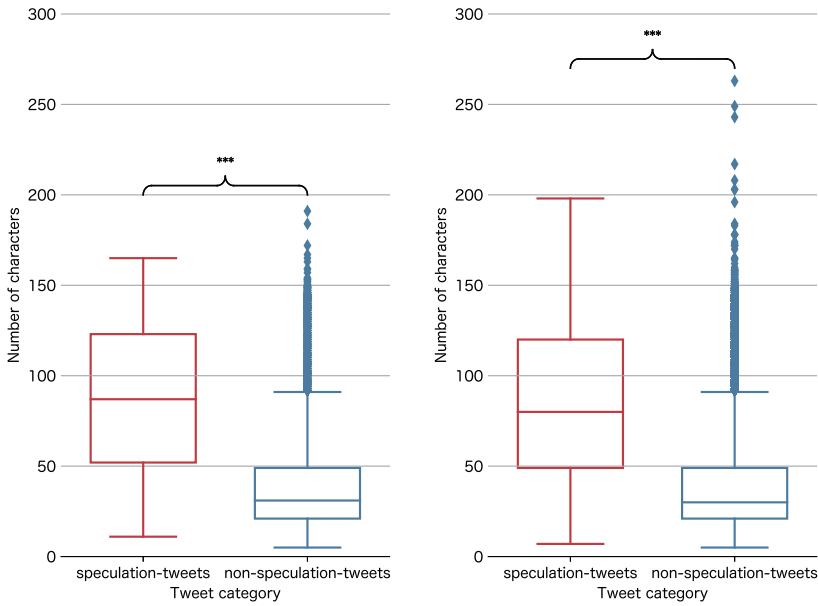 300
250
200
150
100
50
0
Number of characters
***
speculation-tweets non-speculation-tweets
Tweet category
300
250
200
150
100
50
0
Number of characters
***
speculation-tweets non-speculation-tweets
Tweet category